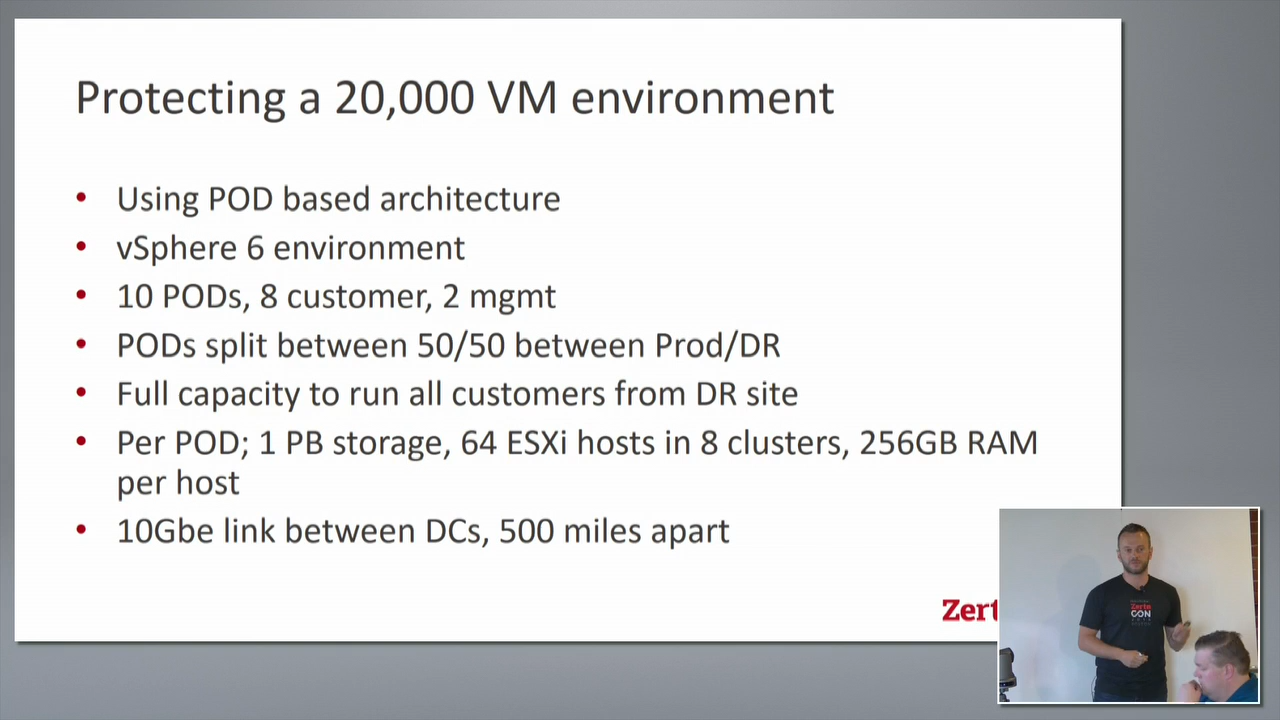 Protecting a 20,000 VM environment
• Using POD based architecture
• vSphere 6 environment
• 10 PODs, 8 customer, 2 mgmt
• PODs split between 50/50 between Prod/DR
• Full capacity to run all customers from DR site
• Per POD; 1 PB storage, 64 ESXi hosts in 8 clusters, 256GB RAM
per host
• 10Gbe link between DCs, 500 miles apart
Zert
Zerto
CON